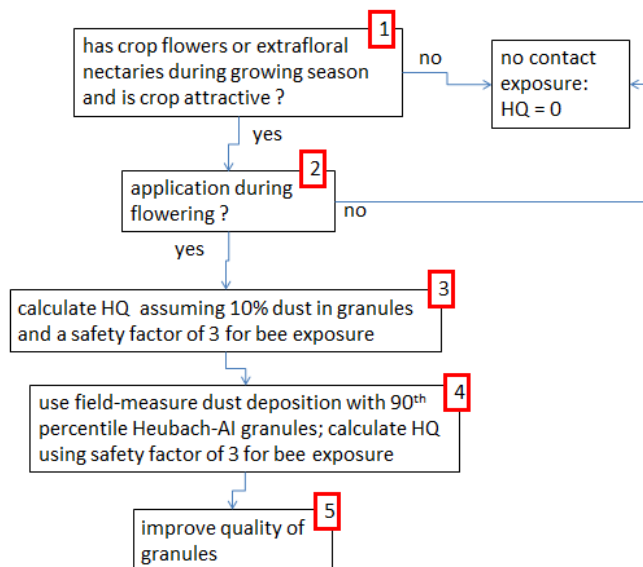 1
has crop flowers or extrafloral
nectaries during growing season
and is crop attractive ?
no
no contact
exposure:
HQ = 0
yes
2
application during
flowering ?
no
yes
3
calculate HQ assuming 10% dust in granules
and a safety factor of 3 for bee exposure
4
use field-measure dust deposition with 90th
percentile Heubach-AI granules; calculate HQ
using safety factor of 3 for bee exposure
5
improve quality of
granules